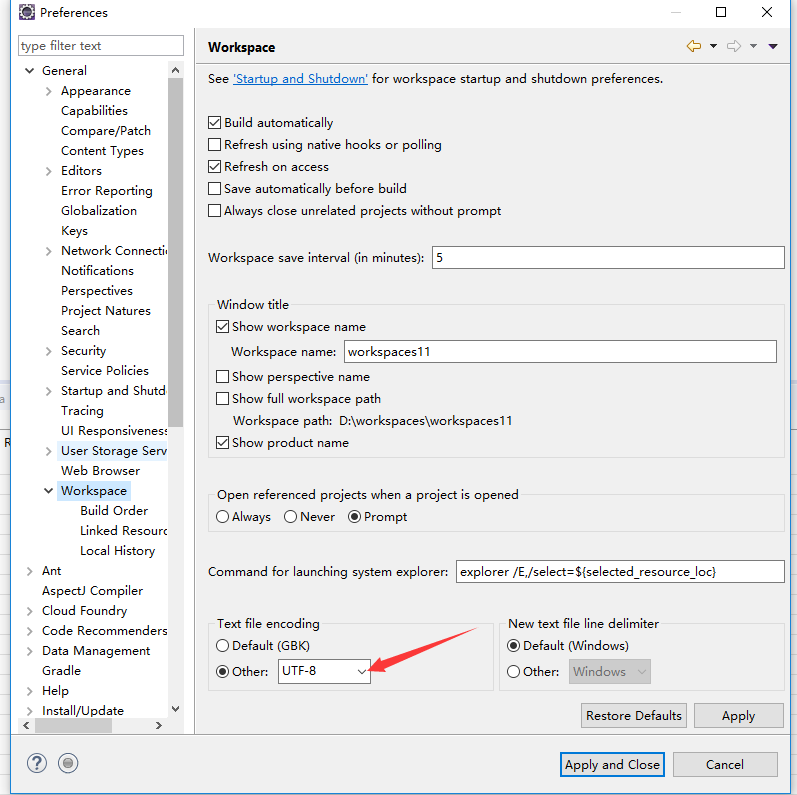 Preferences
type filter text
General
Appearance
Capabilities
Compare/Patch
Content Types
Editors
Error Reporting
Globalization
Keys
Network Connecti
Notifications
Perspectives
Project Natures
Search
Security
Service Policies
Startup and Shutd
Tracing
UI Responsiveness
User Storage Serv
Web Browser
Workspace
Build Order
Linked Resourc
Local History
Ant
AspectJ Compiler
Cloud Foundry
Code Recommenders
Data Management
Gradle
Help
Install/Update
Workspace
See 'Startup and Shutdown' for workspace startup and shutdown preferences.
Build automatically
Refresh using native hooks or polling
Refresh on access
Save automatically before build
Always close unrelated projects without prompt
Workspace save interval (in minutes): 5
Window title
Show workspace name
Workspace name: workspaces11
Show perspective name
Show full workspace path
Workspace path: D:\workspaces\workspaces11
Show product name
Open referenced projects when a project is opened
Always Never Prompt
Command for launching system explorer: explorer /E,/select=${selected_resource_loc}
Text file encoding
Default (GBK)
Other: UTF-8
New text file line delimiter
Default (Windows)
Other: Windows
Restore Defaults Apply
Apply and Close Cancel